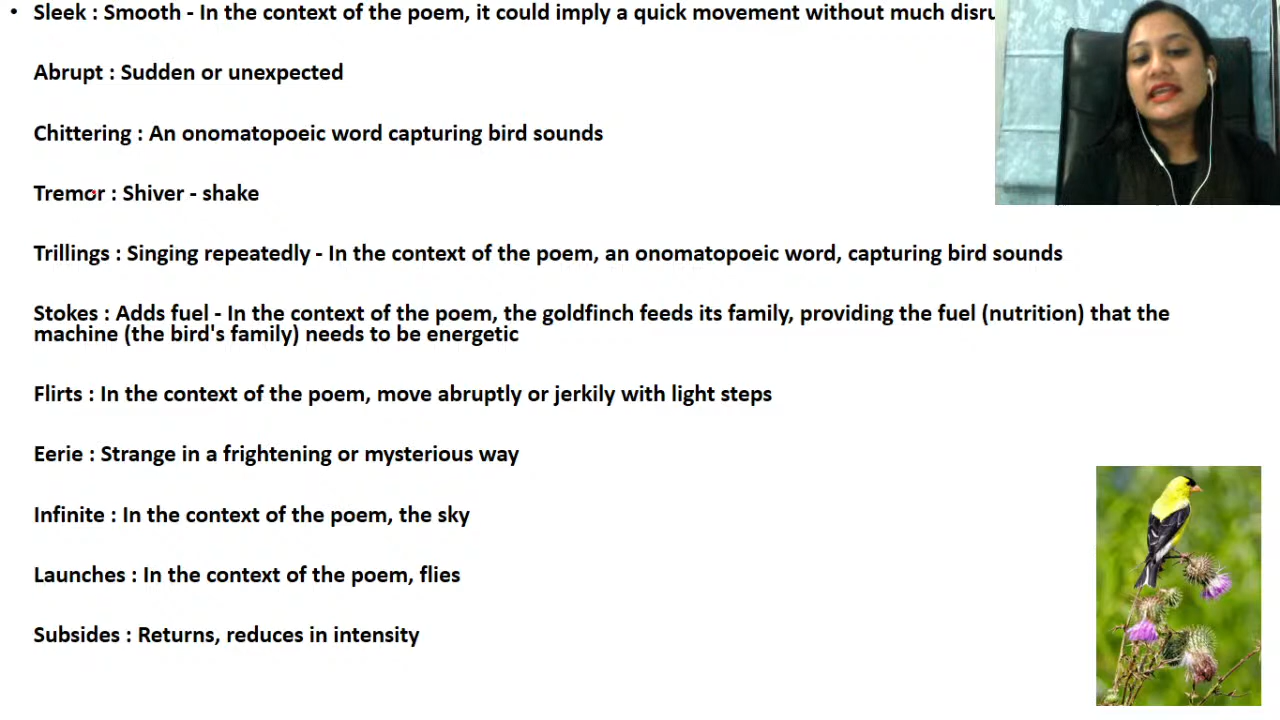 • Sleek : Smooth - In the context of the poem, it could imply a quick movement without much
Abrupt : Sudden or unexpected
Chittering : An onomatopoeic word capturing bird sounds
Tremor : Shiver - shake
Trillings : Singing repeatedly - In the context of the poem, an onomatopoeic word, capturing bird sounds
Stokes : Adds fuel - In the context of the poem, the goldfinch feeds its family, providing the fuel (nutrition) that the
machine (the bird's family) needs to be energetic
Flirts : In the context of the poem, move abruptly or jerkily with light steps
Eerie : Strange in a frightening or mysterious way
Infinite : In the context of the poem, the sky
Launches : In the context of the poem, flies
Subsides : Returns, reduces in intensity